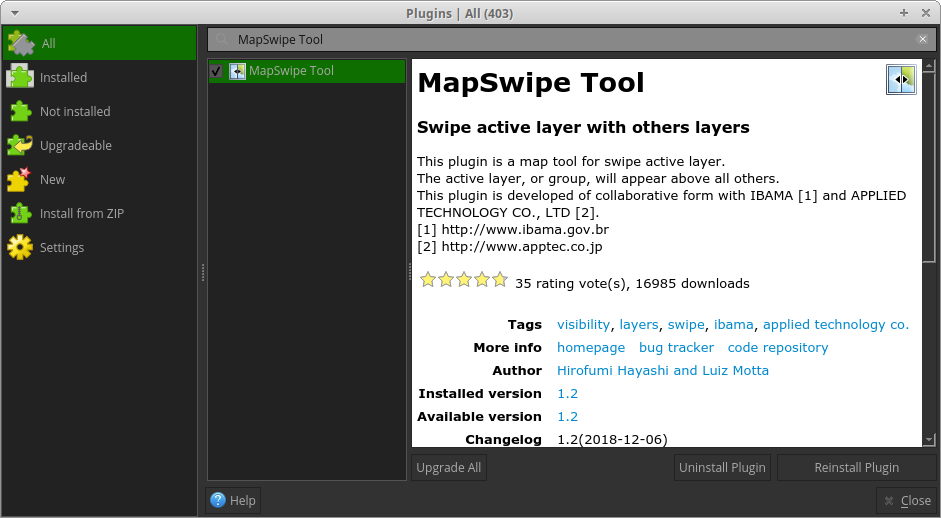 Plugins | All (403)
All
Installed
Not installed
Upgradeable
New
Install from ZIP
Settings
MapSwipe Tool
MapSwipe Tool
MapSwipe Tool
Swipe active layer with others layers
This plugin is a map tool for swipe active layer.
The active layer, or group, will appear above all others.
This plugin is developed of collaborative form with IBAMA [1] and APPLIED
TECHNOLOGY CO., LTD [2].
[1] http://www.ibama.gov.br
[2] http://www.apptec.co.jp
35 rating vote(s), 16985 downloads
Tags visibility, layers, swipe, ibama, applied technology co.
More info homepage bug tracker code repository
Author Hirofumi Hayashi and Luiz Motta
Installed version 1.2
Available version 1.2
Changelog 1.2(2018-12-06)
Upgrade All Uninstall Plugin Reinstall Plugin
Help Close